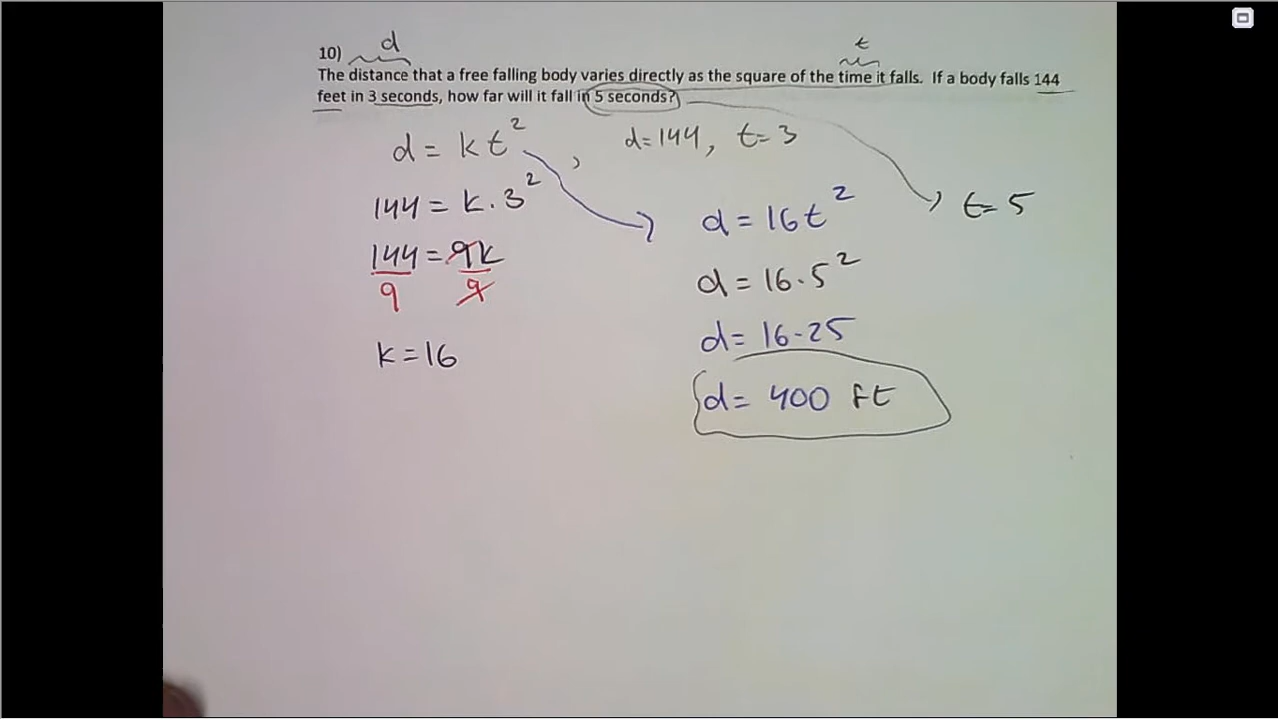 10)
d
t
The distance that a free falling body varies directly as the square of the time it falls. If a body falls 144
feet in 3 seconds, how far will it fall in 5 seconds?
d = kt², d=144, t=3
144 = k·3²
144 = 9k
9 9
k = 16
t= 5
d = 16t²
d = 16·5²
d= 16·25
d= 400 ft